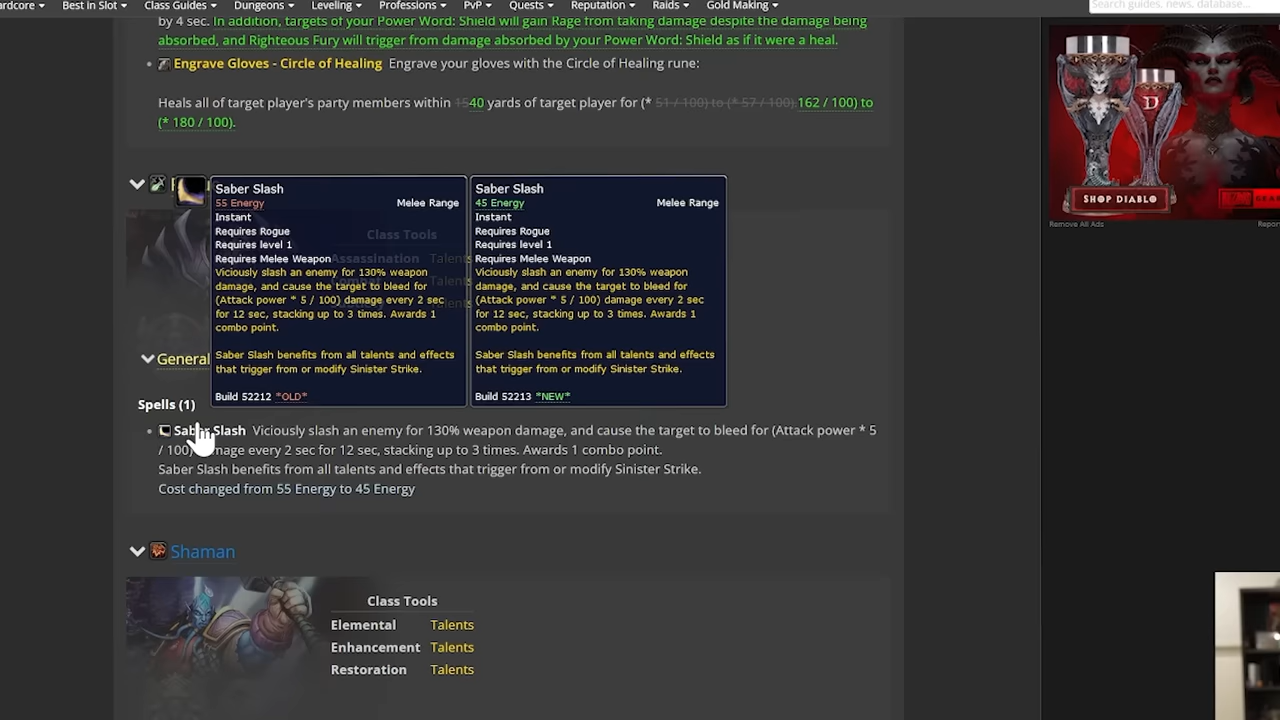 Class Guides Dungeons Leveling Professions PvP Quests Reputation Raids Gold Making
Best in Slot
Search guides, news, database...
by 4 sec. In addition, targets of your Power Word: Shield will gain Rage from taking damage despite the damage being
absorbed, and Righteous Fury will trigger from damage absorbed by your Power Word: Shield as if it were a heal.
Engrave Gloves - Circle of Healing Engrave your gloves with the Circle of Healing rune:
Heals all of target player's party members within 1540 yards of target player for (* 51 / 100) to (* 57 / 100).162 / 100) to
(* 180 / 100).
SHOP DIABLO
Remove All Ads
Saber Slash
55 Energy Melee Range
Instant
Requires Rogue
Requires level 1
Requires Melee Weapon
Viciously slash an enemy for 130% weapon
damage, and cause the target to bleed for
(Attack power * 5 / 100) damage every 2 sec
for 12 sec, stacking up to 3 times. Awards 1
combo point.
Saber Slash benefits from all talents and effects
that trigger from or modify Sinister Strike.
Build 52212 *OLD*
Saber Slash
45 Energy Melee Range
Instant
Requires Rogue
Requires level 1
Requires Melee Weapon
Viciously slash an enemy for 130% weapon
damage, and cause the target to bleed for
(Attack power * 5 / 100) damage every 2 sec
for 12 sec, stacking up to 3 times. Awards 1
combo point.
Saber Slash benefits from all talents and effects
that trigger from or modify Sinister Strike.
Build 52213 *NEW*
Class Tools
Assassination Talents
General
Spells (1)
Saber Slash Viciously slash an enemy for 130% weapon damage, and cause the target to bleed for (Attack power * 5
/ 100) damage every 2 sec for 12 sec, stacking up to 3 times. Awards 1 combo point.
Saber Slash benefits from all talents and effects that trigger from or modify Sinister Strike.
Cost changed from 55 Energy to 45 Energy
Shaman
Class Tools
Elemental Talents
Enhancement Talents
Restoration Talents